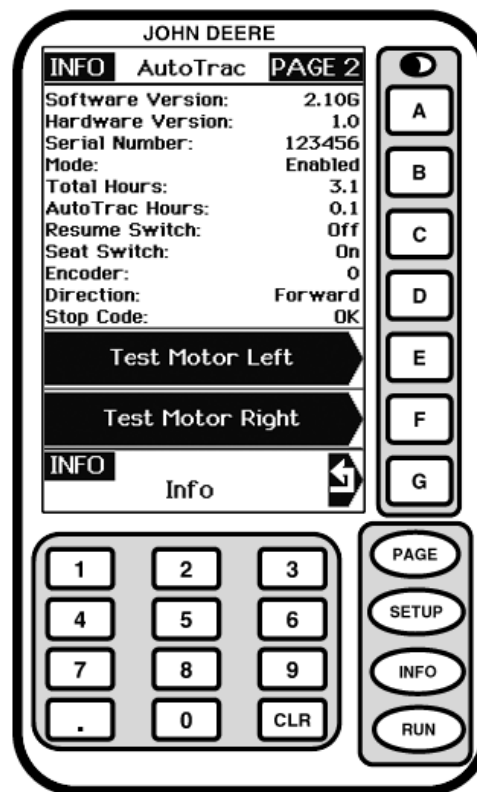 JOHN DEERE
INFO AutoTrac PAGE 2
Software Version: 2.10G
Hardware Version: 1.0
Serial Number: 123456
Mode: Enabled
Total Hours: 3.1
AutoTrac Hours: 0.1
Resume Switch: Off
Seat Switch: On
Encoder: 0
Direction: Forward
Stop Code: OK
Test Motor Left
Test Motor Right
INFO
Info
A
B
C
D
E
F
G
PAGE
SETUP
INFO
RUN
1 2 3
4 5 6
7 8 9
. 0 CLR